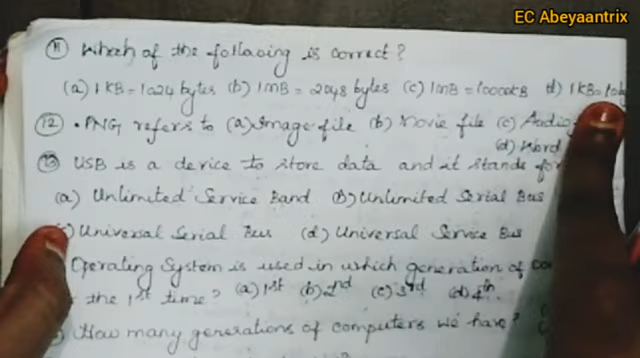 EC Abeyaantrix
11 Which of the following is correct?
(a) 1 KB = 1024 bytes (b) 1 MB = 2048 bytes (c) 1 MB = 10000KB d) 1 KB =
12 .PNG refers to (a) Image file (b) Movie file (c) Audio
(d) Word
13 USB is a device to store data and it stands for
(a) Unlimited Service Band (b) Unlimited Serial Bus
Universal Serial Bus (d) Universal Service Bus
Operating System is used in which generation of
the 1st time? (a) 1st (b) 2nd (c) 3rd (d) 4th.
How many generations of computers we have?